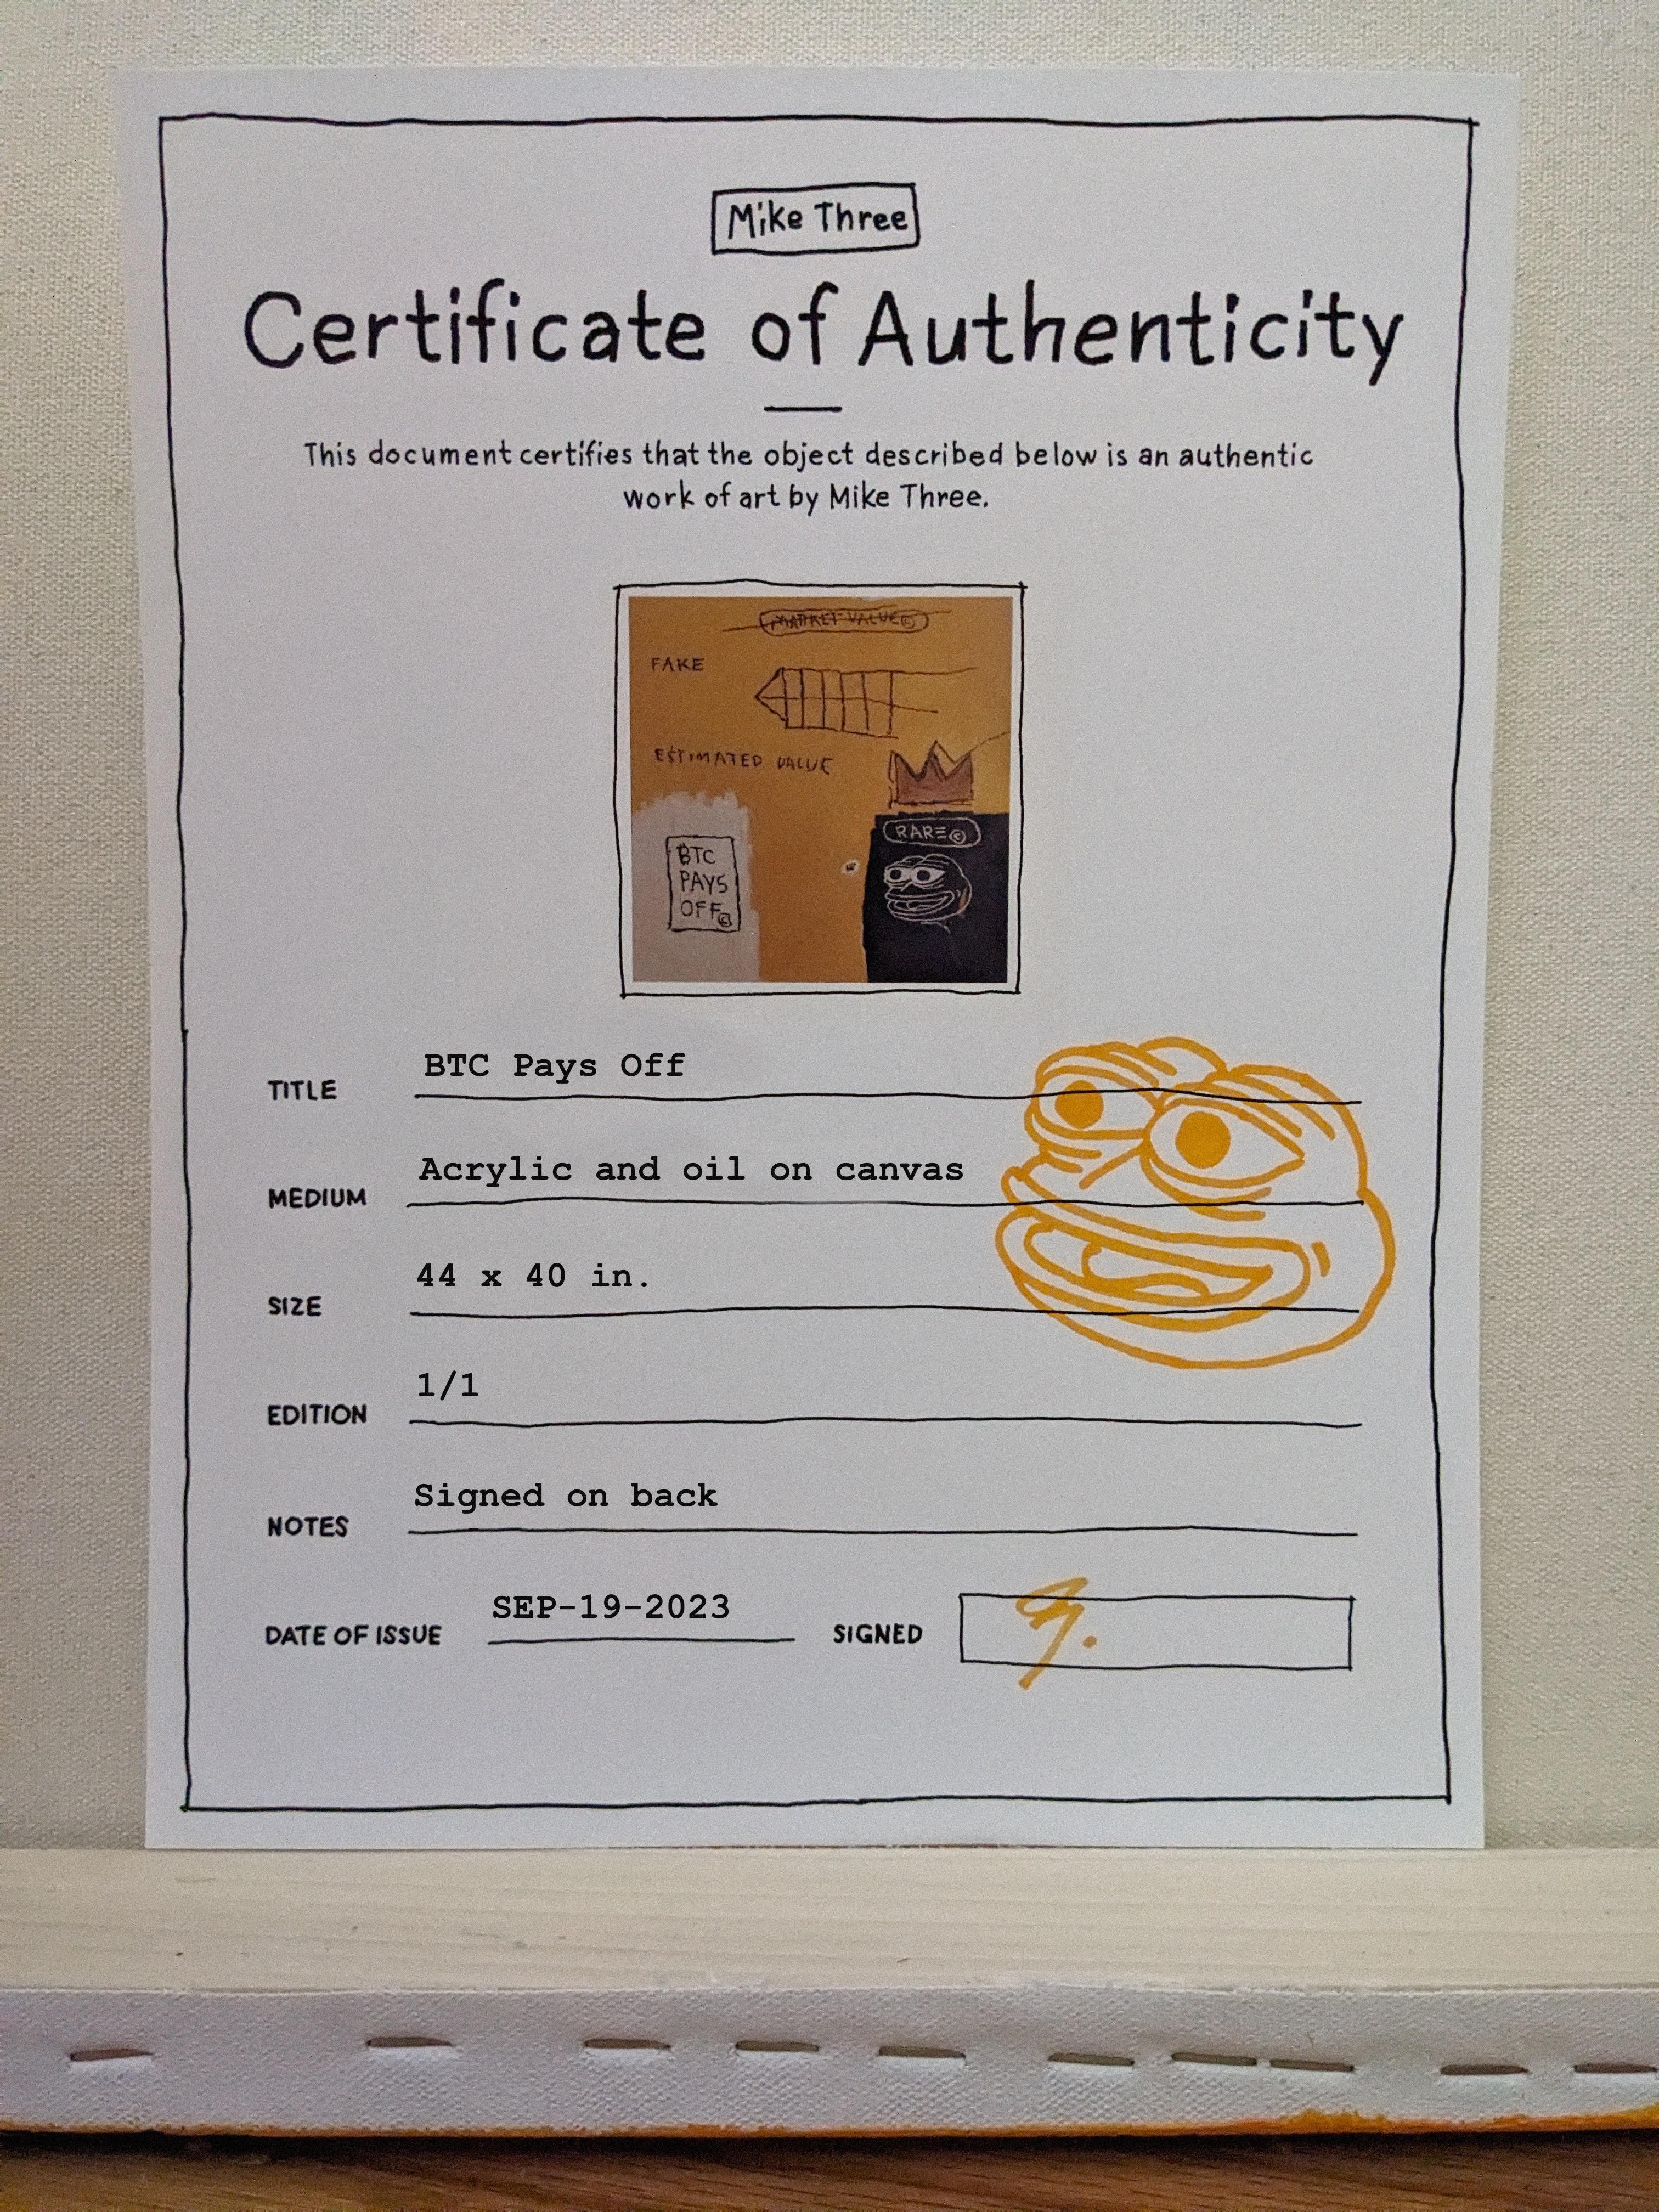 Mike Three
Certificate of Authenticity
This document certifies that the object described below is an authentic
work of art by Mike Three.
MARKET VALUE©
FAKE
ESTIMATED VALUE
RARE©
BTC
PAYS
OFF©
TITLE BTC Pays Off
MEDIUM Acrylic and oil on canvas
SIZE 44 x 40 in.
EDITION 1/1
NOTES Signed on back
DATE OF ISSUE SEP-19-2023 SIGNED 3.